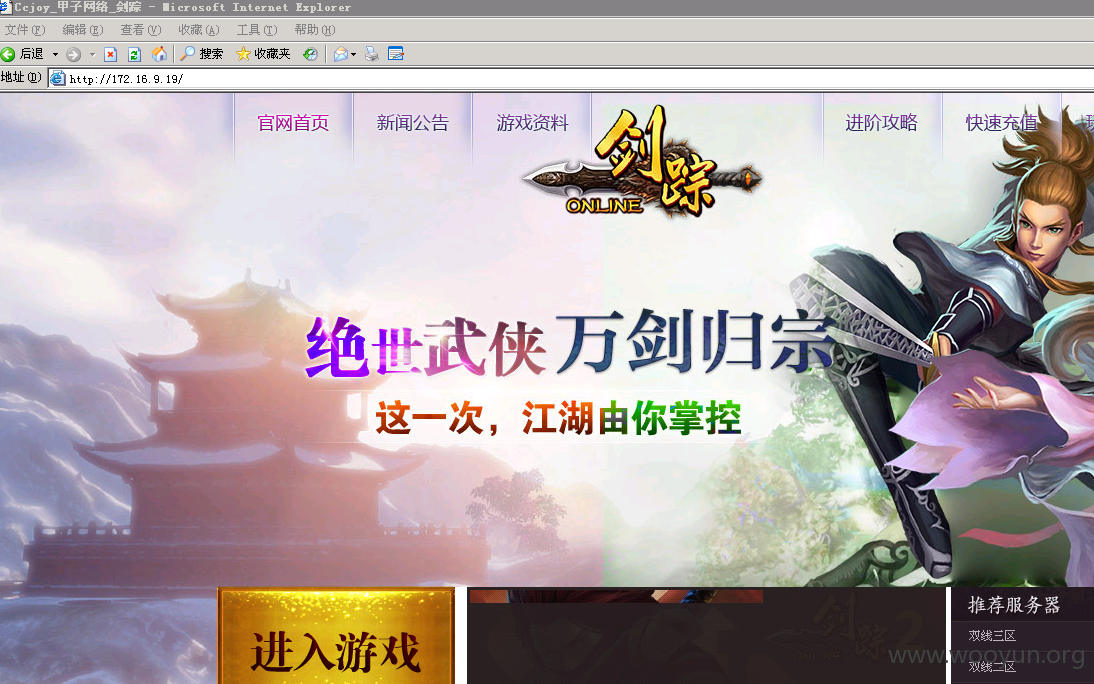 Ccjoy_甲子网络_剑踪 - Microsoft Internet Explorer
文件(F) 编辑(E) 查看(V) 收藏(A) 工具(T) 帮助(H)
后退 搜索 收藏夹
地址(D) http://172.16.9.19/
官网首页 新闻公告 游戏资料 进阶攻略 快速充值
剑踪
ONLINE
绝世武侠 万剑归宗
这一次，江湖由你掌控
进入游戏
推荐服务器
双线三区
www.wooyun.org
双线二区